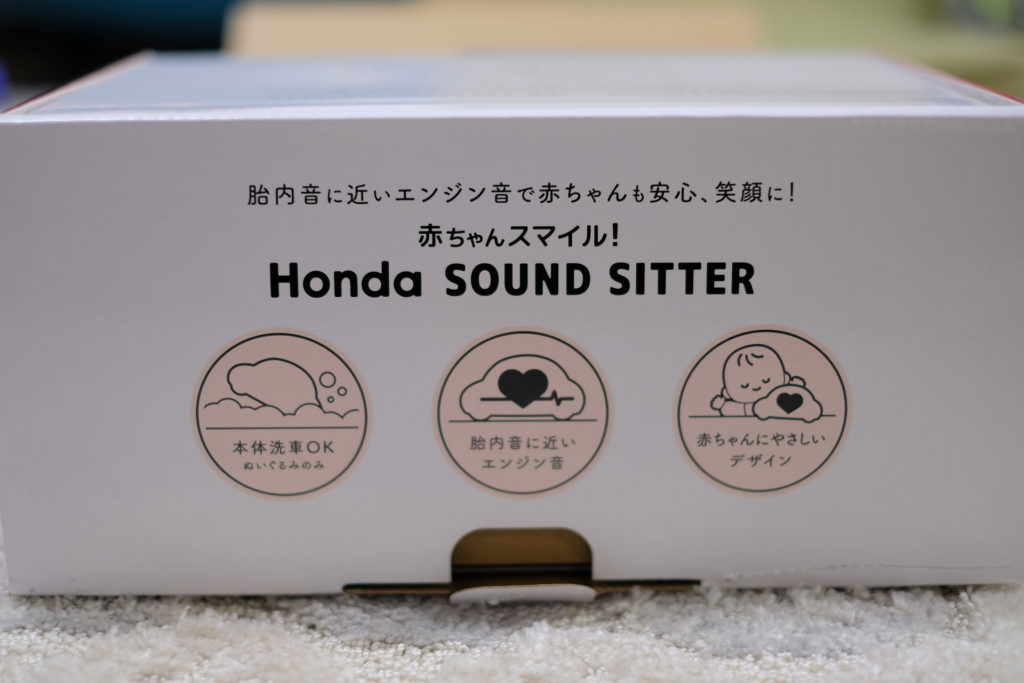 胎内音に近いエンジン音で赤ちゃんも安心、笑顔に!
赤ちゃんスマイル!
Honda SOUND SITTER
本体洗車OK
ぬいぐるみのみ
胎内音に近い
エンジン音
赤ちゃんにやさしい
デザイン